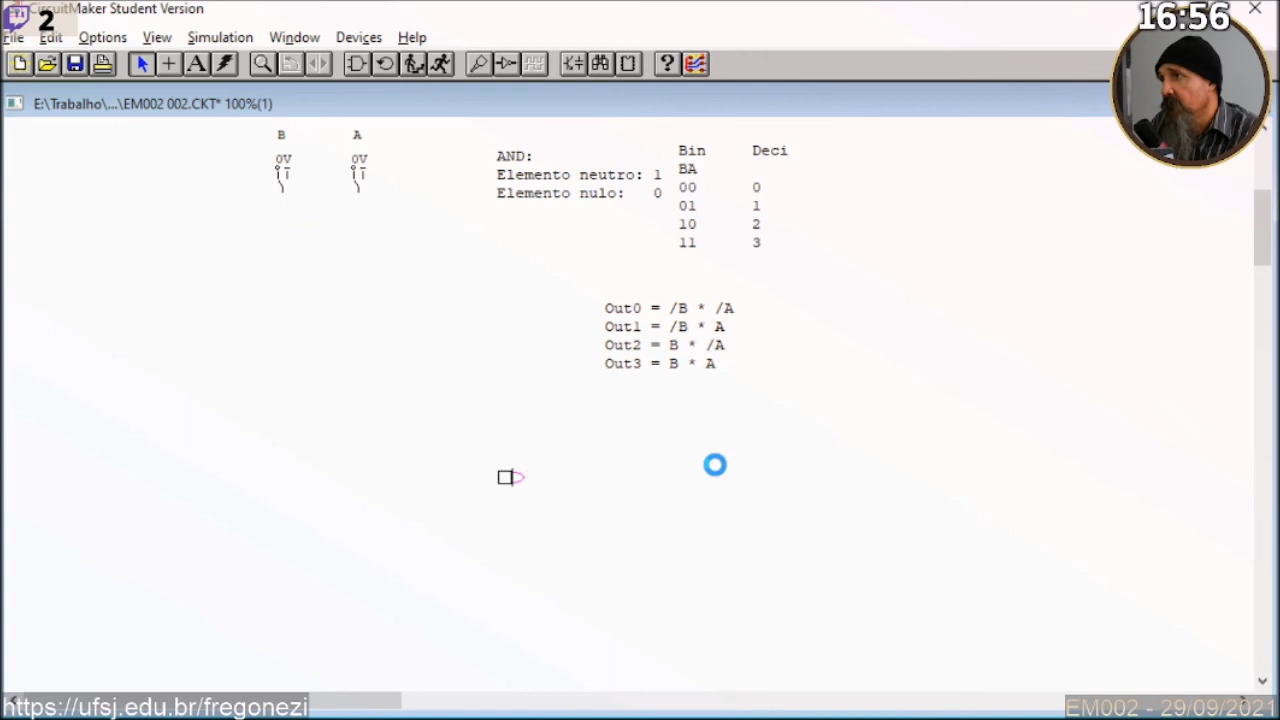 CircuitMaker Student Version
2
16:56
File Edit Options View Simulation Window Devices Help
A
?
E:\Trabalho\...\EM002 002.CKT* 100%(1)
B A
0V 0V
AND:
Elemento neutro: 1
Elemento nulo: 0
Bin Deci
BA
00 0
01 1
10 2
11 3
Out0 = /B * /A
Out1 = /B * A
Out2 = B * /A
Out3 = B * A
https://ufsj.edu.br/fregonezi
EM002 - 29/09/2021